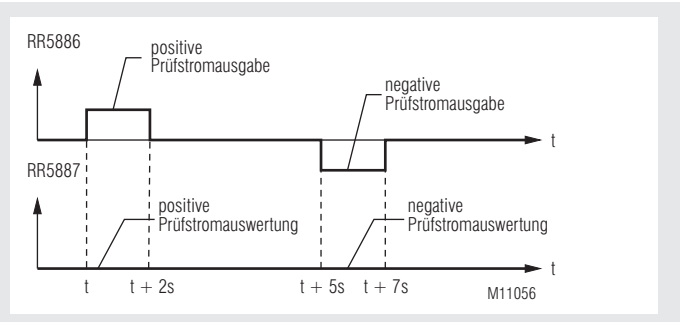 RR5886
positive
Prüfstromausgabe
negative
Prüfstromausgabe
t
RR5887
positive
Prüfstromauswertung
negative
Prüfstromauswertung
t
t
t + 2s
t + 5s
t + 7s
M11056